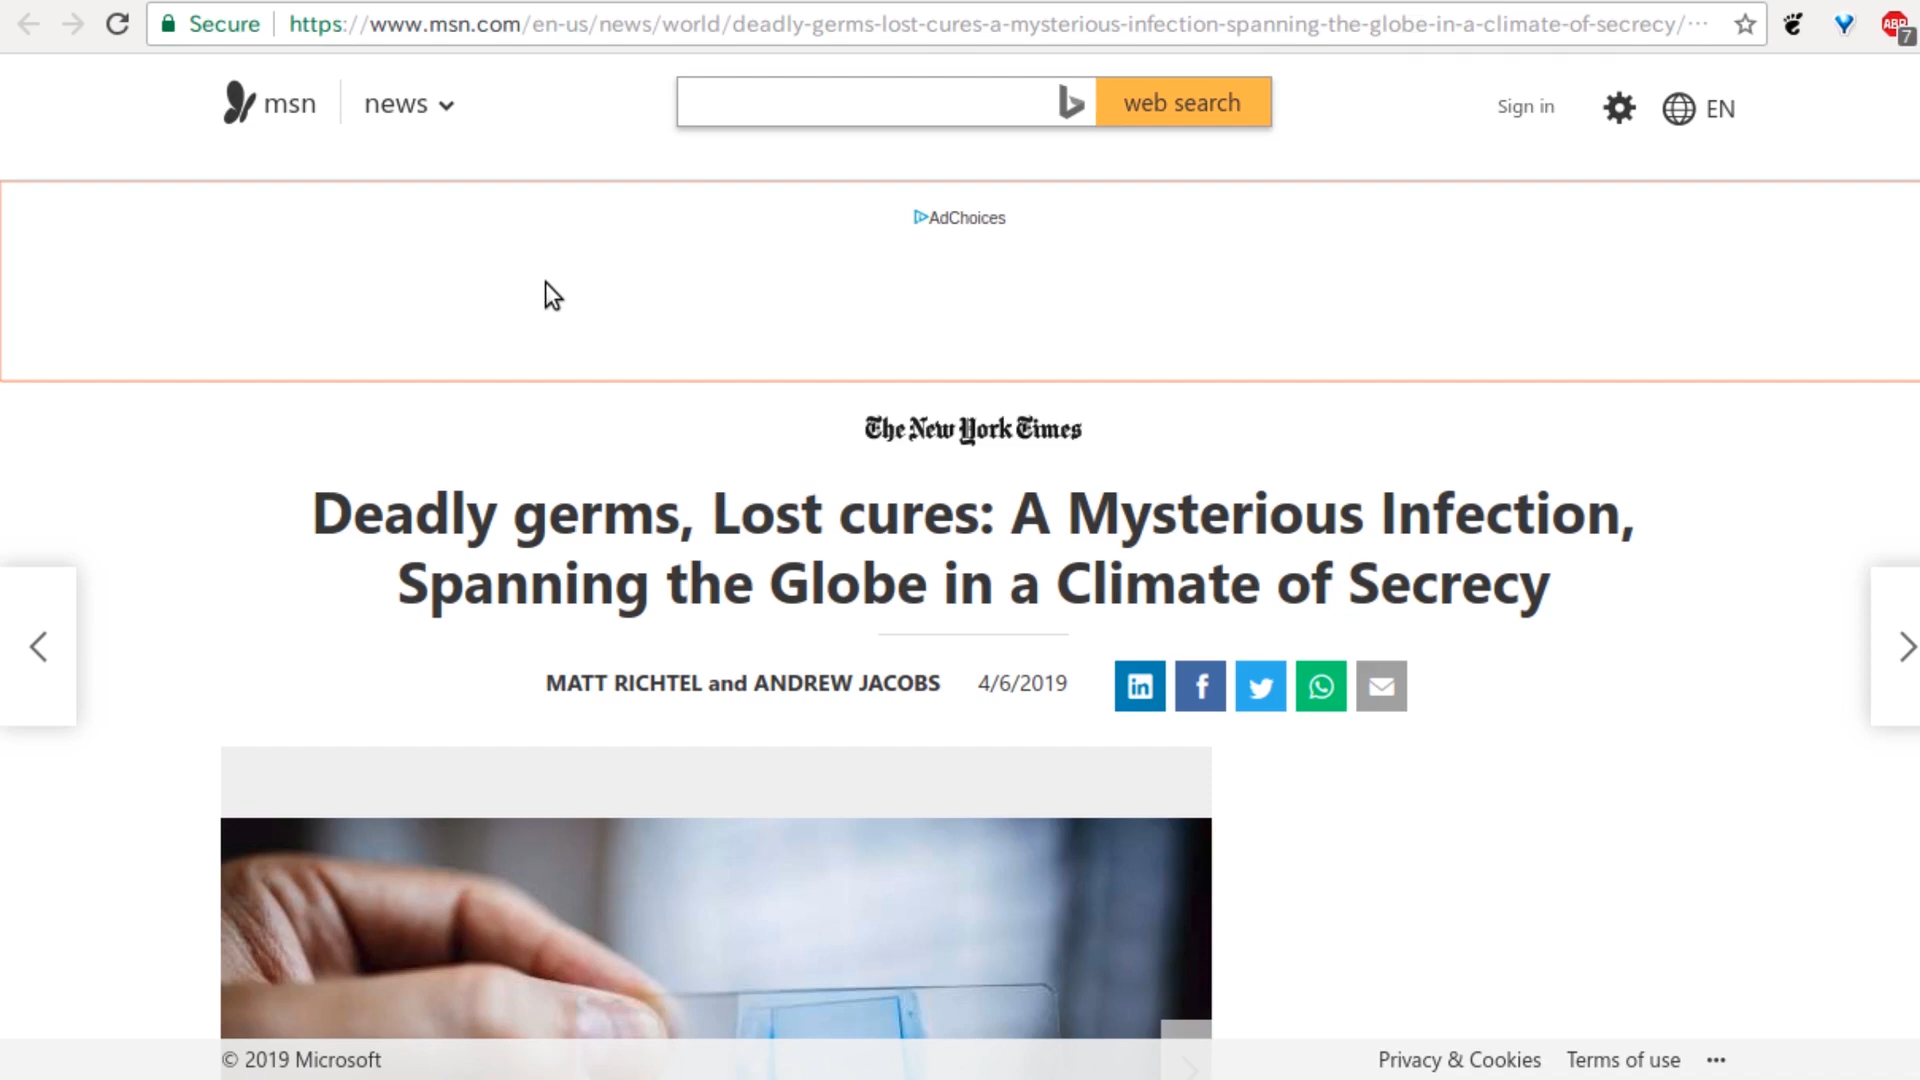 Secure https://www.msn.com/en-us/news/world/deadly-germs-lost-cures-a-mysterious-infection-spanning-the-globe-in-a-climate-of-secrecy/…
ABP
7
msn news
web search
Sign in
EN
AdChoices
The New York Times
Deadly germs, Lost cures: A Mysterious Infection,
Spanning the Globe in a Climate of Secrecy
MATT RICHTEL and ANDREW JACOBS 4/6/2019
in f
© 2019 Microsoft Privacy & Cookies Terms of use ...